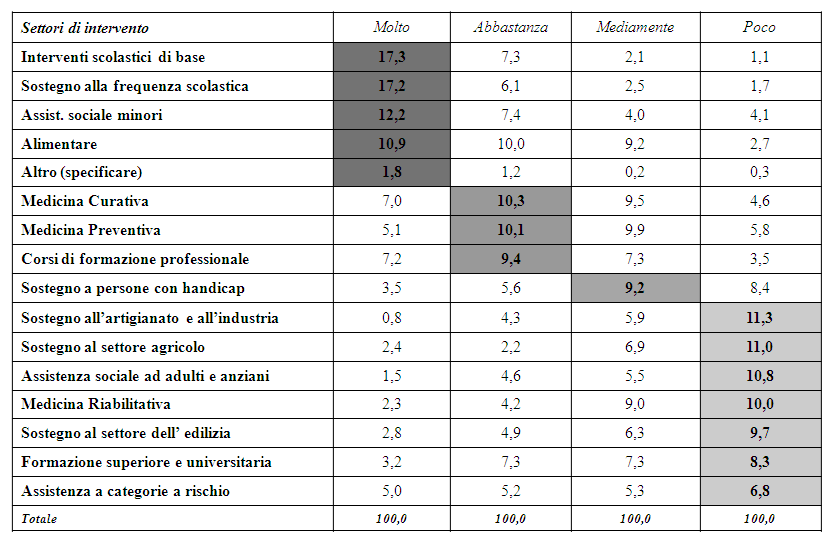 Settori di intervento Molto Abbastanza Mediamente Poco
Interventi scolastici di base 17,3 7,3 2,1 1,1
Sostegno alla frequenza scolastica 17,2 6,1 2,5 1,7
Assist. sociale minori 12,2 7,4 4,0 4,1
Alimentare 10,9 10,0 9,2 2,7
Altro (specificare) 1,8 1,2 0,2 0,3
Medicina Curativa 7,0 10,3 9,5 4,6
Medicina Preventiva 5,1 10,1 9,9 5,8
Corsi di formazione professionale 7,2 9,4 7,3 3,5
Sostegno a persone con handicap 3,5 5,6 9,2 8,4
Sostegno all’artigianato e all’industria 0,8 4,3 5,9 11,3
Sostegno al settore agricolo 2,4 2,2 6,9 11,0
Assistenza sociale ad adulti e anziani 1,5 4,6 5,5 10,8
Medicina Riabilitativa 2,3 4,2 9,0 10,0
Sostegno al settore dell’ edilizia 2,8 4,9 6,3 9,7
Formazione superiore e universitaria 3,2 7,3 7,3 8,3
Assistenza a categorie a rischio 5,0 5,2 5,3 6,8
Totale 100,0 100,0 100,0 100,0